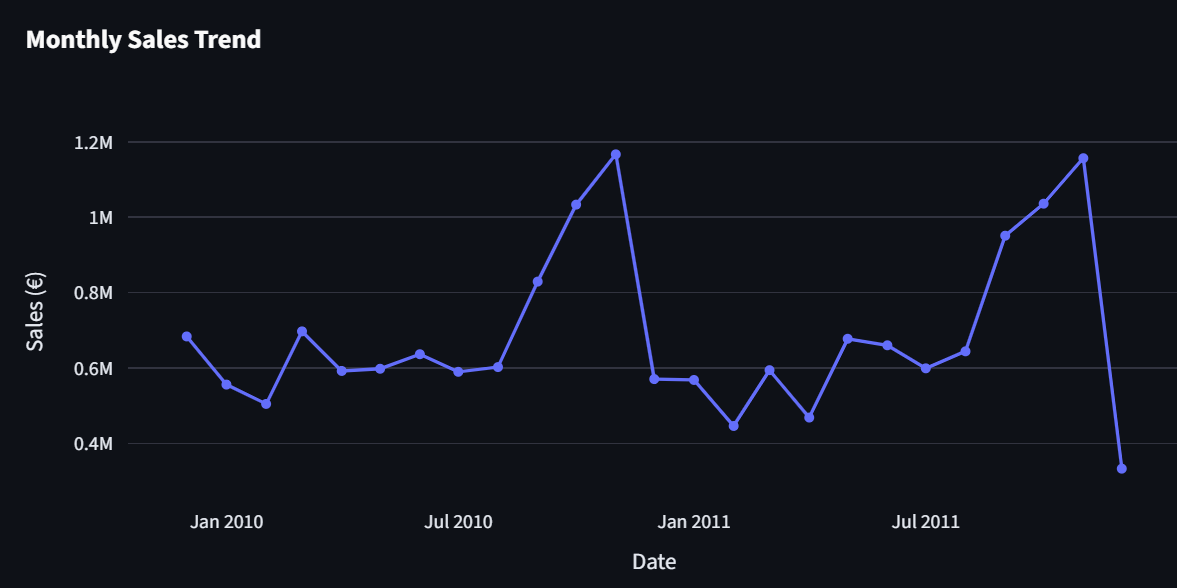 Monthly Sales Trend
1.2M
1M
0.8M
0.6M
0.4M
Sales (€)
Jan 2010
Jul 2010
Jan 2011
Jul 2011
Date